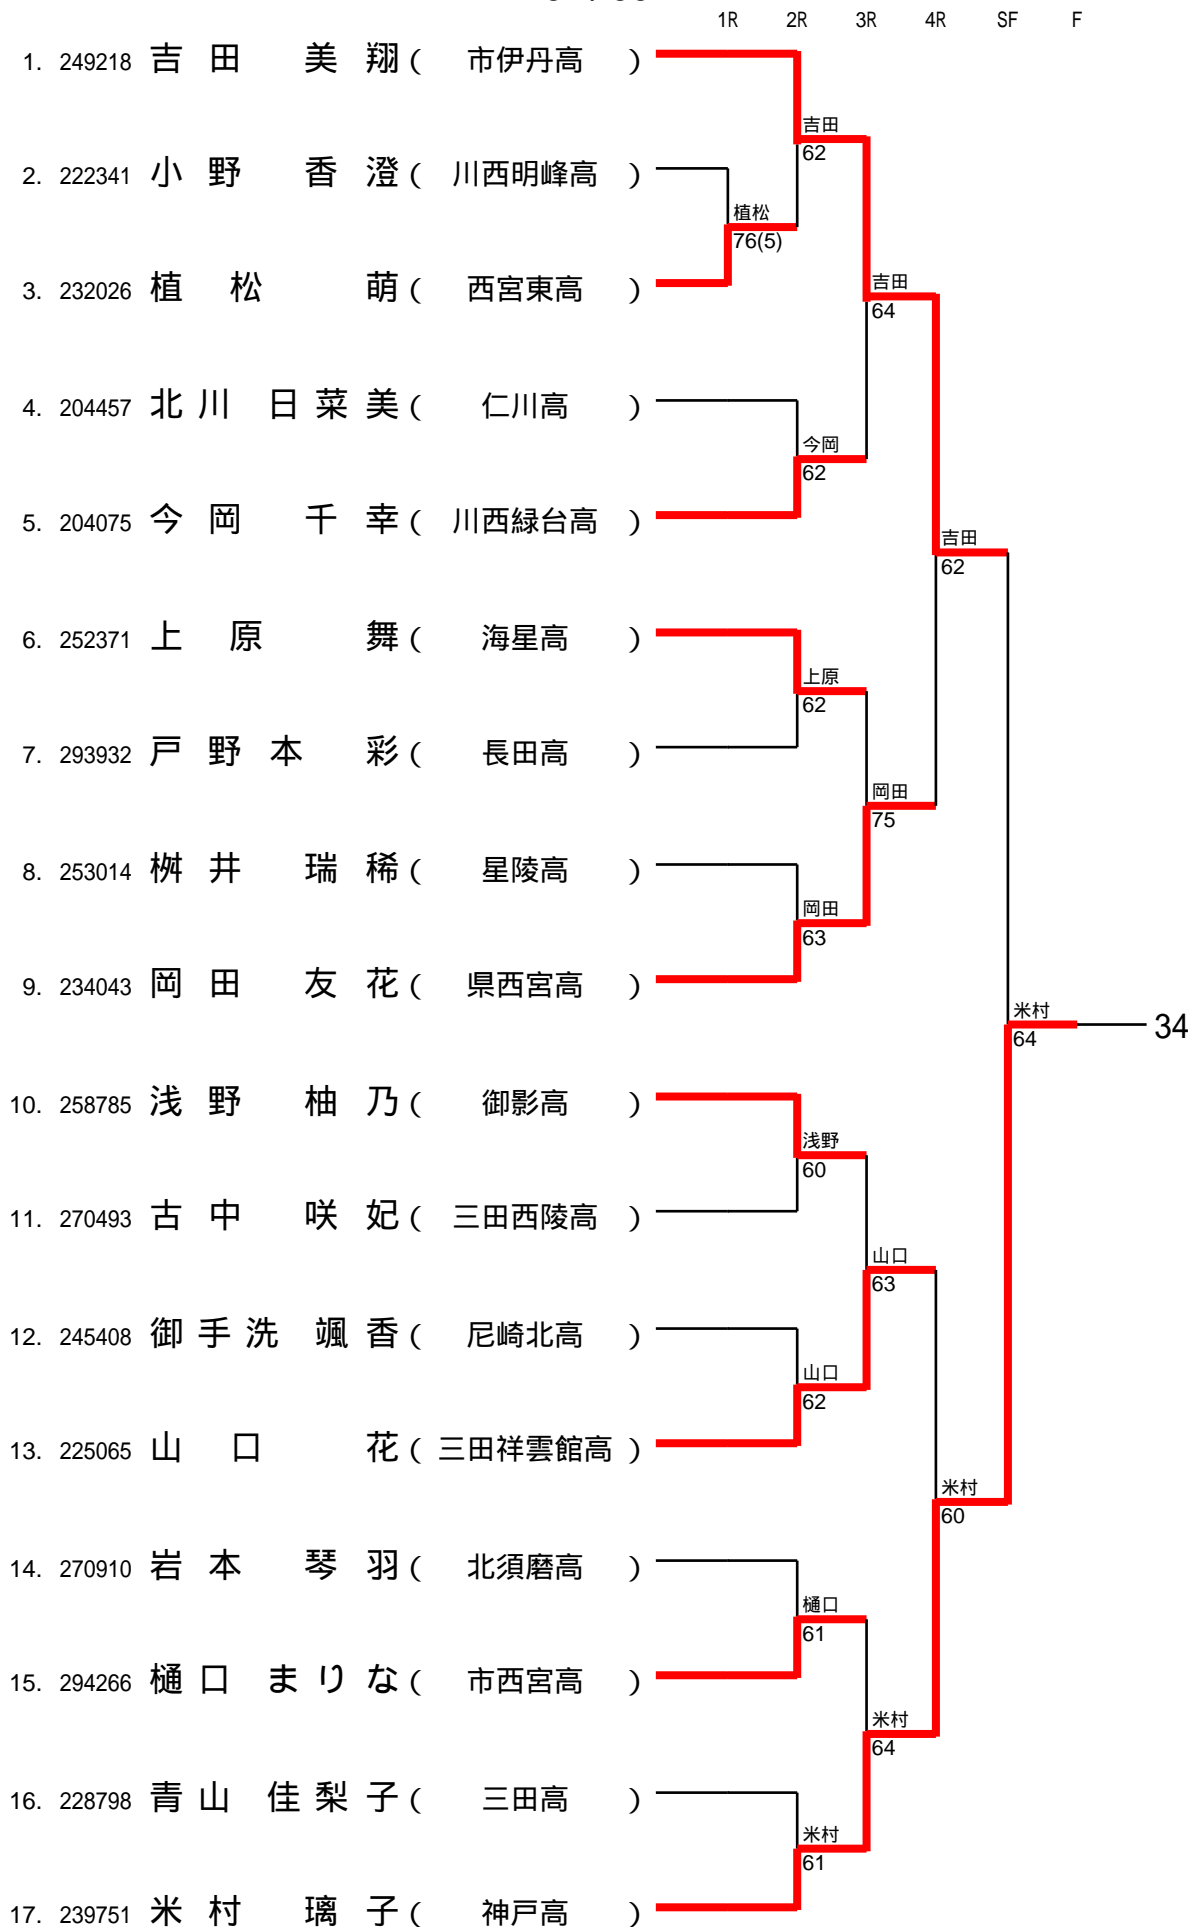 1R 2R 3R 4R SF F
1. 249218 吉田 美翔 ( 市伊丹高 )
吉田
62
2. 222341 小野 香澄 ( 川西明峰高 )
植松
76(5)
3. 232026 植松 萌 ( 西宮東高 )
吉田
64
4. 204457 北川 日菜美 ( 仁川高 )
今岡
62
5. 204075 今岡 千幸 ( 川西緑台高 )
吉田
62
6. 252371 上原 舞 ( 海星高 )
上原
62
7. 293932 戸野本 彩 ( 長田高 )
岡田
75
8. 253014 桝井 瑞稀 ( 星陵高 )
岡田
63
9. 234043 岡田 友花 ( 県西宮高 )
米村
64
34
10. 258785 浅野 柚乃 ( 御影高 )
浅野
60
11. 270493 古中 咲妃 ( 三田西陵高 )
山口
63
12. 245408 御手洗 颯香 ( 尼崎北高 )
山口
62
13. 225065 山口 花 ( 三田祥雲館高 )
米村
60
14. 270910 岩本 琴羽 ( 北須磨高 )
樋口
61
15. 294266 樋口 まりな ( 市西宮高 )
米村
64
16. 228798 青山 佳梨子 ( 三田高 )
米村
61
17. 239751 米村 璃子 ( 神戸高 )